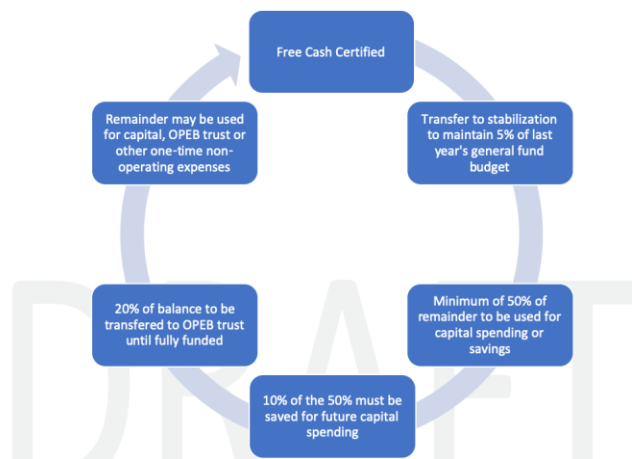 Free Cash Certified
Transfer to stabilization
to maintain 5% of last
year's general fund
budget
Minimum of 50% of
remainder to be used for
capital spending or
savings
10% of the 50% must be
saved for future capital
spending
20% of balance to be
transfered to OPEB trust
until fully funded
Remainder may be used
for capital, OPEB trust or
other one-time non-
operating expenses
DRAFT